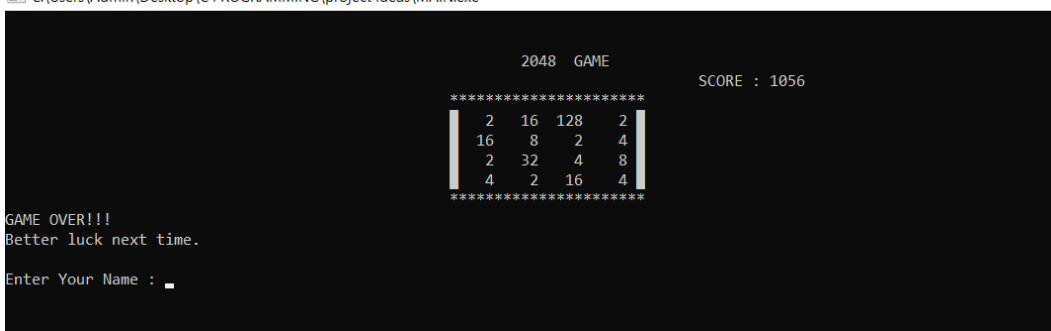 2048 GAME
SCORE : 1056
**********************
2 16 128 2
16 8 2 4
2 32 4 8
4 2 16 4
**********************
GAME OVER!!!
Better luck next time.
Enter Your Name :